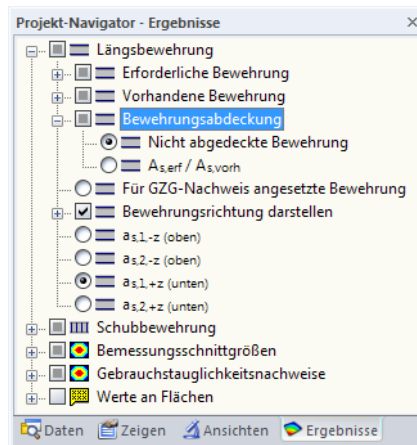 Projekt-Navigator - Ergebnisse
Längsbewehrung
Erforderliche Bewehrung
Vorhandene Bewehrung
Bewehrungsabdeckung
Nicht abgedeckte Bewehrung
As,erf / As,vorh
Für GZG-Nachweis angesetzte Bewehrung
Bewehrungsrichtung darstellen
as,1,-z (oben)
as,2,-z (oben)
as,1,+z (unten)
as,2,+z (unten)
Schubbewehrung
Bemessungsschnittgrößen
Gebrauchstauglichkeitsnachweise
Werte an Flächen
Daten Zeigen Ansichten Ergebnisse